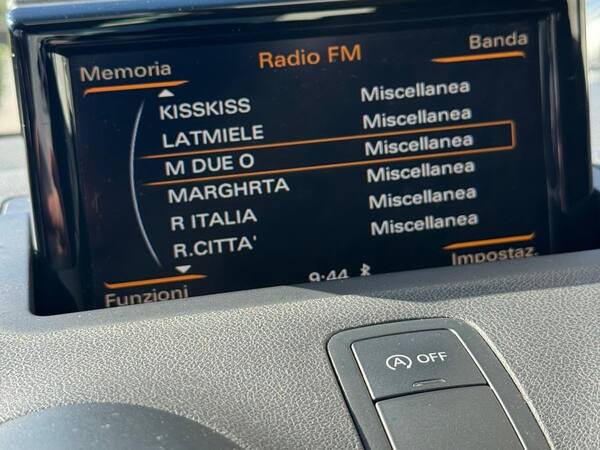 Memoria Radio FM Banda
KISSKISS Miscellanea
LATMIELE Miscellanea
M DUE O Miscellanea
MARGHRTA Miscellanea
R ITALIA Miscellanea
R.CITTA' Miscellanea
Funzioni 9:44 Impostaz.
A OFF